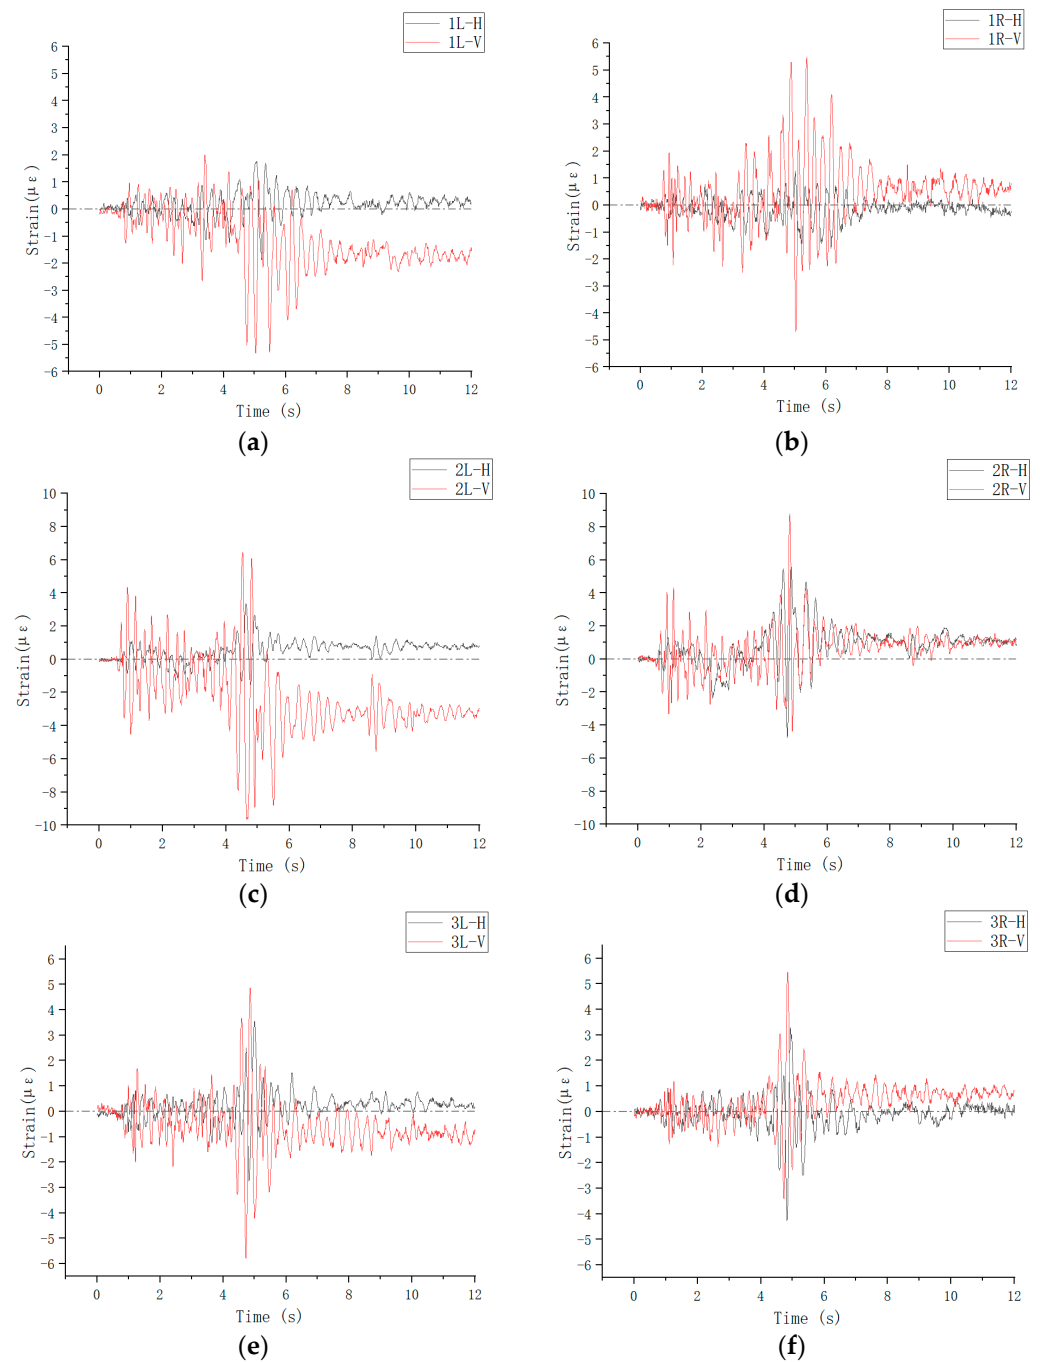 1L-H
1L-V
6
5
4
3
2
1
0
-1
-2
-3
-4
-5
-6
Strain(με)
0 2 4 6 8 10 12
Time (s)
(a)
1R-H
1R-V
6
5
4
3
2
1
0
-1
-2
-3
-4
-5
-6
Strain(με)
0 2 4 6 8 10 12
Time (s)
(b)
2L-H
2L-V
10
8
6
4
2
0
-2
-4
-6
-8
-10
Strain(με)
0 2 4 6 8 10 12
Time (s)
(c)
2R-H
2R-V
10
8
6
4
2
0
-2
-4
-6
-8
-10
Strain(με)
0 2 4 6 8 10 12
Time (s)
(d)
3L-H
3L-V
6
5
4
3
2
1
0
-1
-2
-3
-4
-5
-6
Strain(με)
0 2 4 6 8 10 12
Time (s)
(e)
3R-H
3R-V
6
5
4
3
2
1
0
-1
-2
-3
-4
-5
-6
Strain(με)
0 2 4 6 8 10 12
Time (s)
(f)